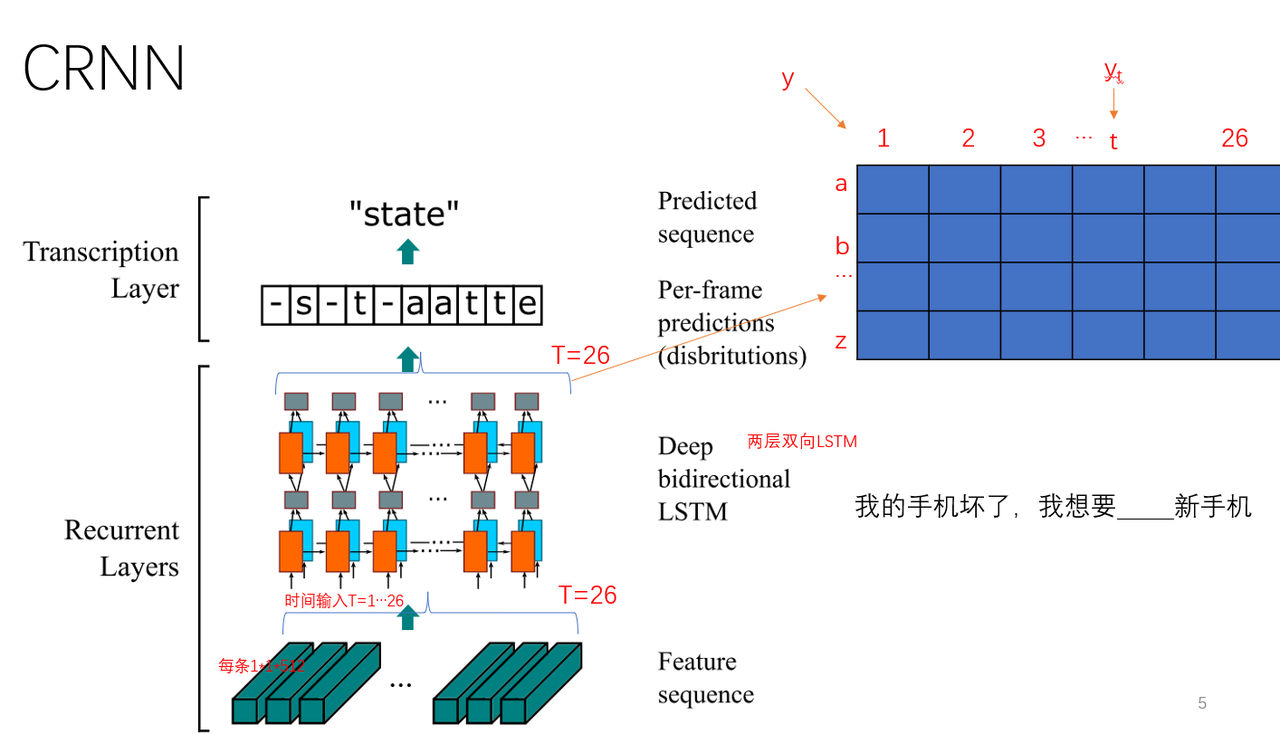 CRNN
y
y_t
1 2 3 ... t 26
a
b
...
z
Transcription
Layer
"state"
-s-t-aatte
Predicted
sequence
Per-frame
predictions
(disbritutions)
T=26
...
...
...
...
Recurrent
Layers
Deep
bidirectional
LSTM
两层双向LSTM
我的手机坏了，我想要____新手机
时间输入T=1...26
T=26
每条1*1*512
...
Feature
sequence
5